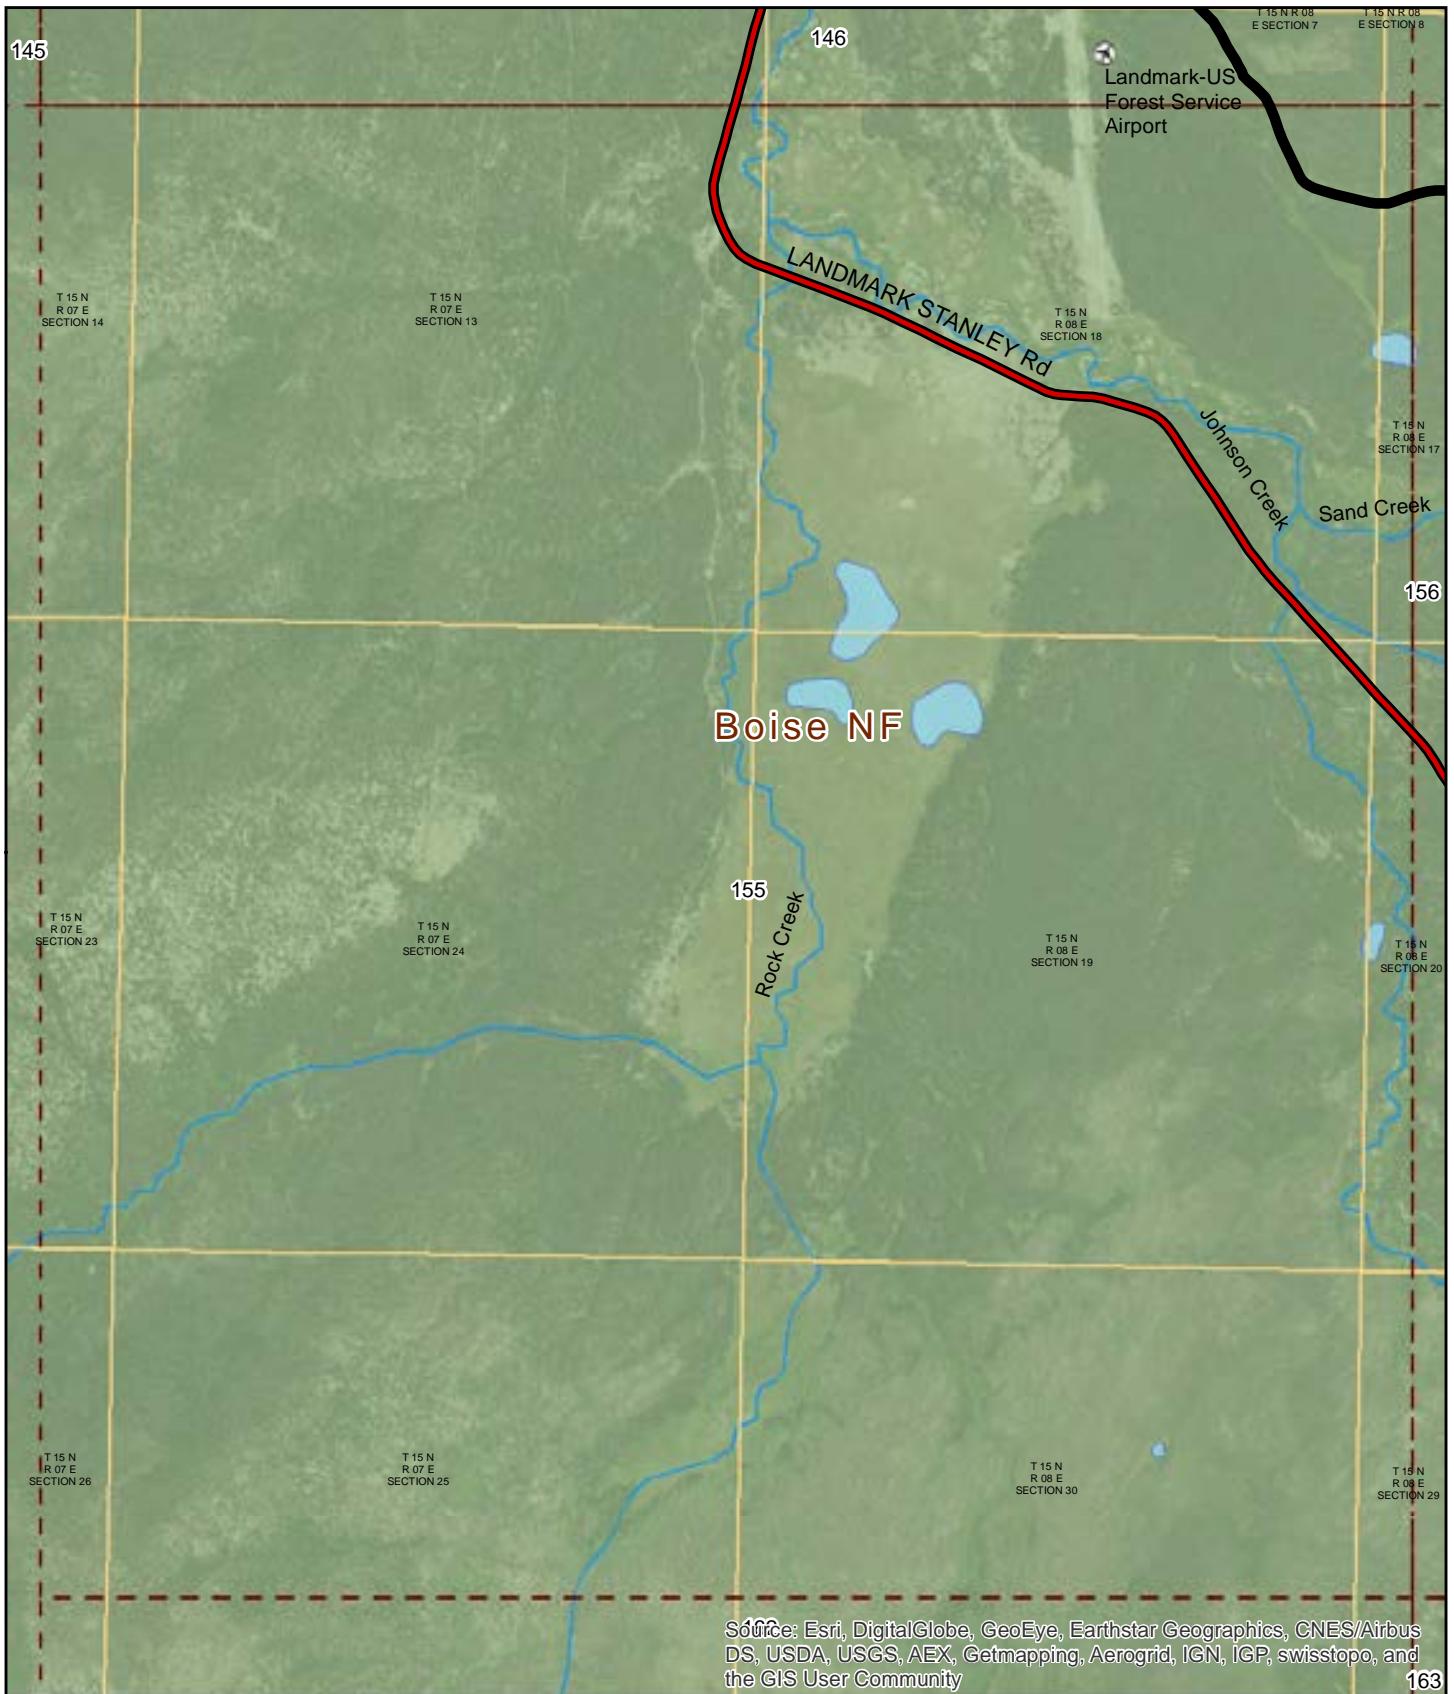 T 15 N R 08
E SECTION 7
T 15 N R 08
E SECTION 8
145
146
Landmark-US
Forest Service
Airport
LANDMARK STANLEY Rd
T 15 N
R 07 E
SECTION 14
T 15 N
R 07 E
SECTION 13
T 15 N
R 08 E
SECTION 18
T 15 N
R 08 E
SECTION 17
Johnson Creek
Sand Creek
156
Boise NF
155
Rock Creek
T 15 N
R 07 E
SECTION 23
T 15 N
R 07 E
SECTION 24
T 15 N
R 08 E
SECTION 19
T 15 N
R 08 E
SECTION 20
T 15 N
R 07 E
SECTION 26
T 15 N
R 07 E
SECTION 25
T 15 N
R 08 E
SECTION 30
T 15 N
R 08 E
SECTION 29
Source: Esri, DigitalGlobe, GeoEye, Earthstar Geographics, CNES/Airbus
DS, USDA, USGS, AEX, Getmapping, Aerogrid, IGN, IGP, swisstopo, and
the GIS User Community
163